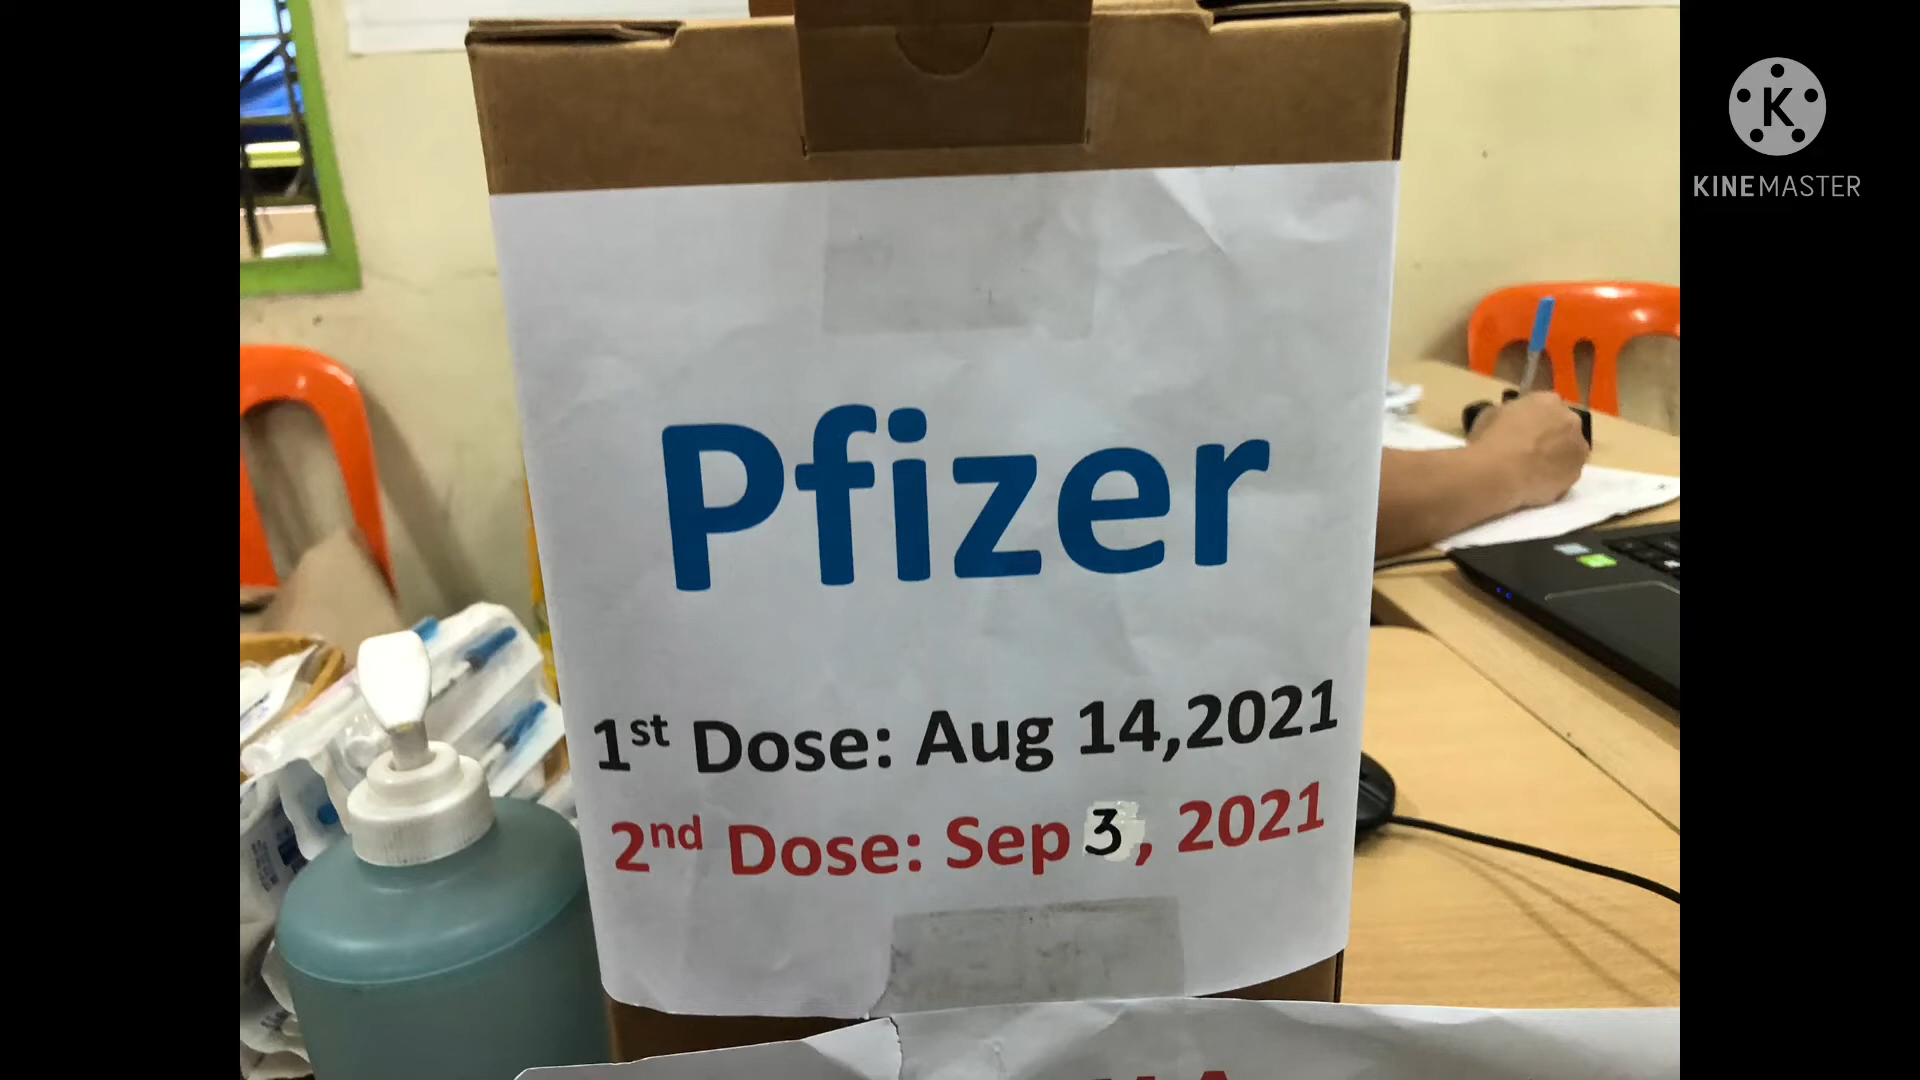 Pfizer
1st Dose: Aug 14,2021
2nd Dose: Sep 3, 2021
K
KINEMASTER